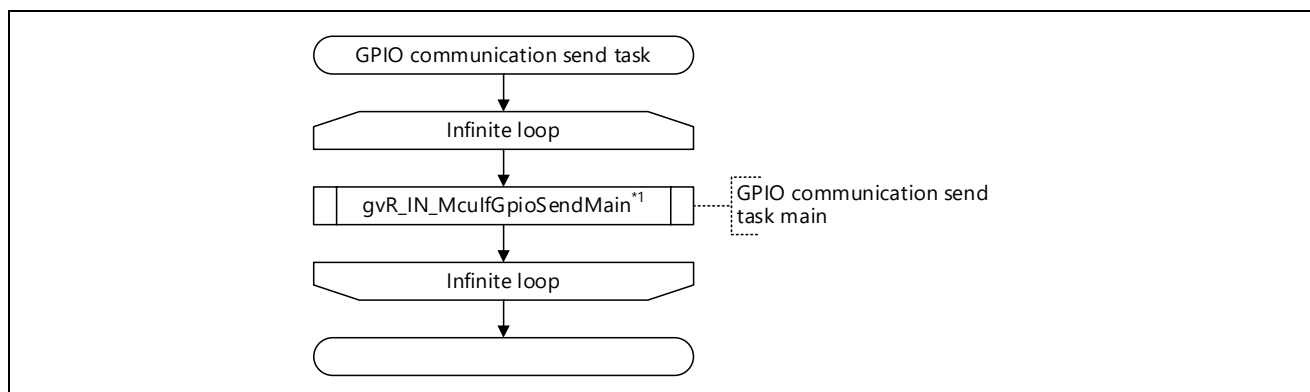 GPIO communication send task
Infinite loop
gvR_IN_McuIfGpioSendMain*1
GPIO communication send
task main
Infinite loop